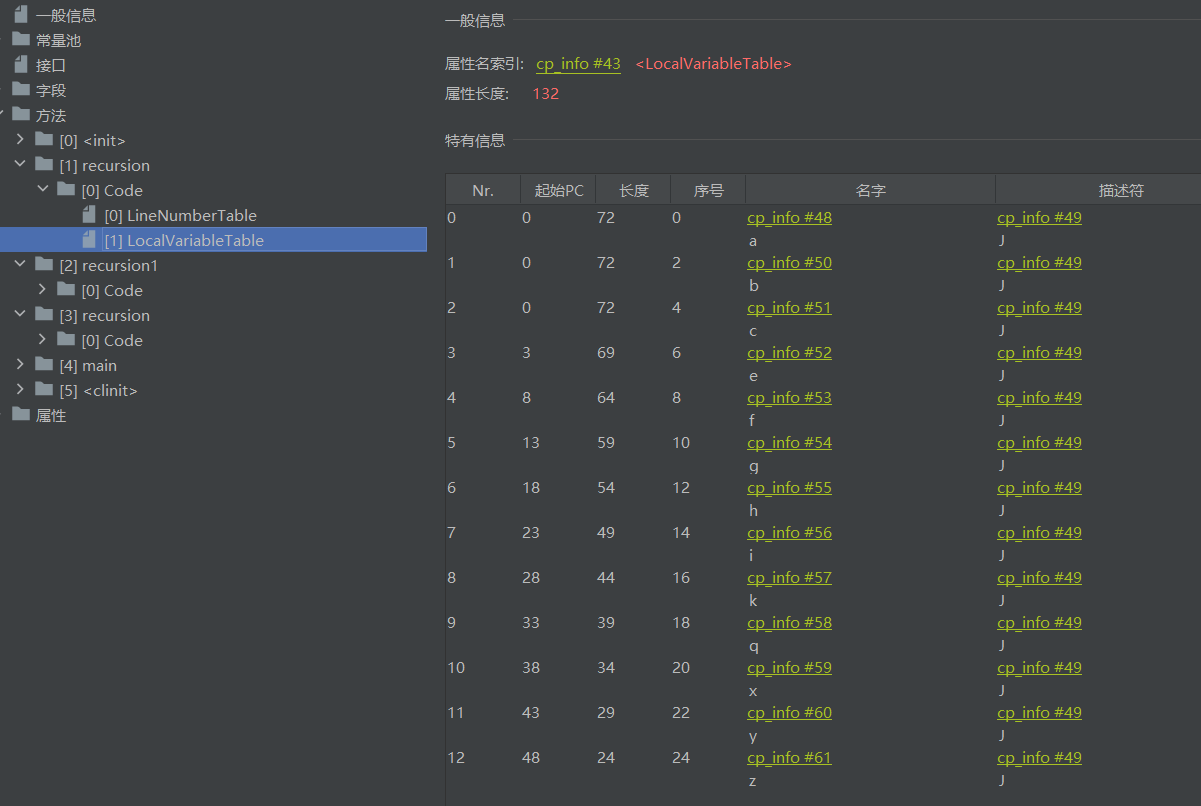 一般信息
常量池
接口
字段
方法
[0] <init>
[1] recursion
[0] Code
[0] LineNumberTable
[1] LocalVariableTable
[2] recursion1
[0] Code
[3] recursion
[0] Code
[4] main
[5] <clinit>
属性
一般信息
属性名索引: cp_info #43 <LocalVariableTable>
属性长度: 132
特有信息
Nr. 起始PC 长度 序号 名字 描述符
0 0 72 0 cp_info #48 cp_info #49
a J
1 0 72 2 cp_info #50 cp_info #49
b J
2 0 72 4 cp_info #51 cp_info #49
c J
3 3 69 6 cp_info #52 cp_info #49
e J
4 8 64 8 cp_info #53 cp_info #49
f J
5 13 59 10 cp_info #54 cp_info #49
g J
6 18 54 12 cp_info #55 cp_info #49
h J
7 23 49 14 cp_info #56 cp_info #49
i J
8 28 44 16 cp_info #57 cp_info #49
k J
9 33 39 18 cp_info #58 cp_info #49
q J
10 38 34 20 cp_info #59 cp_info #49
x J
11 43 29 22 cp_info #60 cp_info #49
y J
12 48 24 24 cp_info #61 cp_info #49
z J